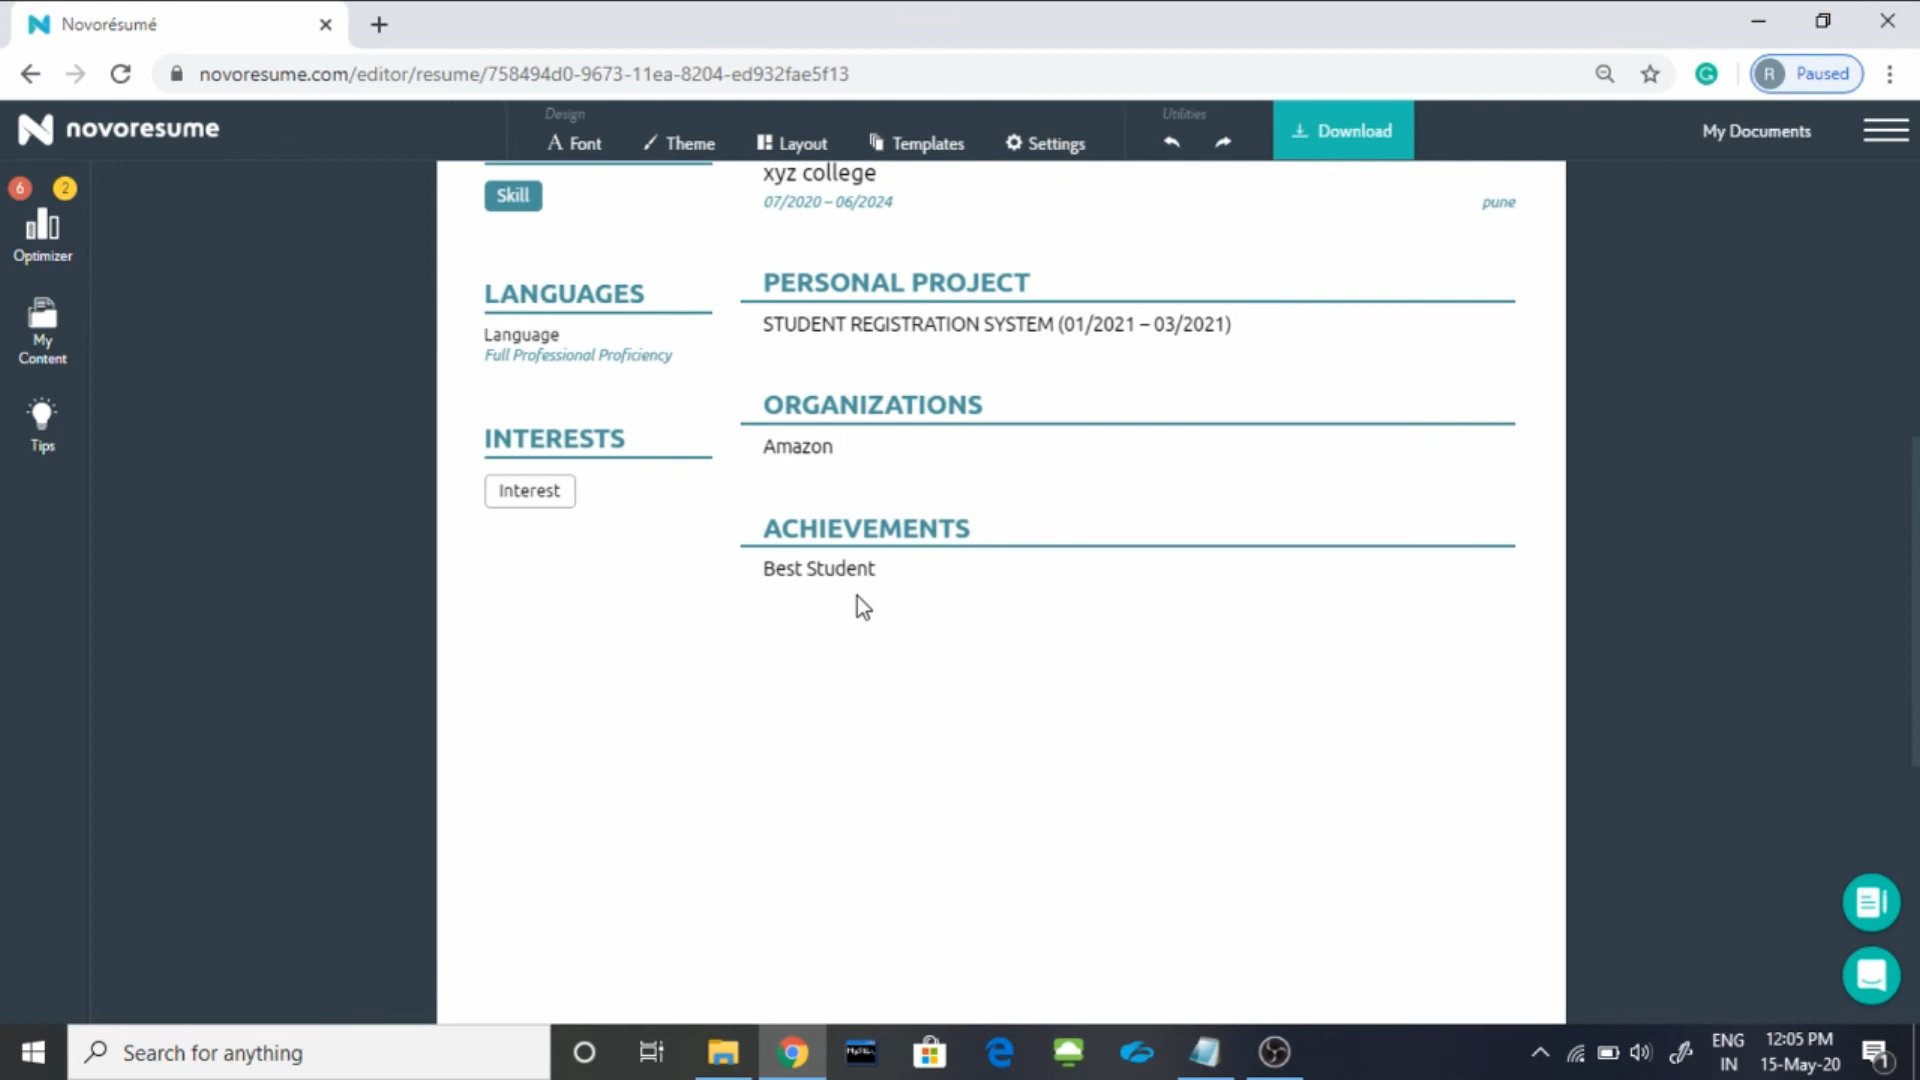 Novorésumé
novoresume.com/editor/resume/758494d0-9673-11ea-8204-ed932fae5f13
R Paused
novoresume
Design
A Font
Theme
Layout
Templates
Settings
Utilities
Download
My Documents
6 2
Optimizer
My
Content
Tips
Skill
LANGUAGES
Language
Full Professional Proficiency
INTERESTS
Interest
xyz college
07/2020 – 06/2024
pune
PERSONAL PROJECT
STUDENT REGISTRATION SYSTEM (01/2021 – 03/2021)
ORGANIZATIONS
Amazon
ACHIEVEMENTS
Best Student
Search for anything
ENG
IN
12:05 PM
15-May-20
1